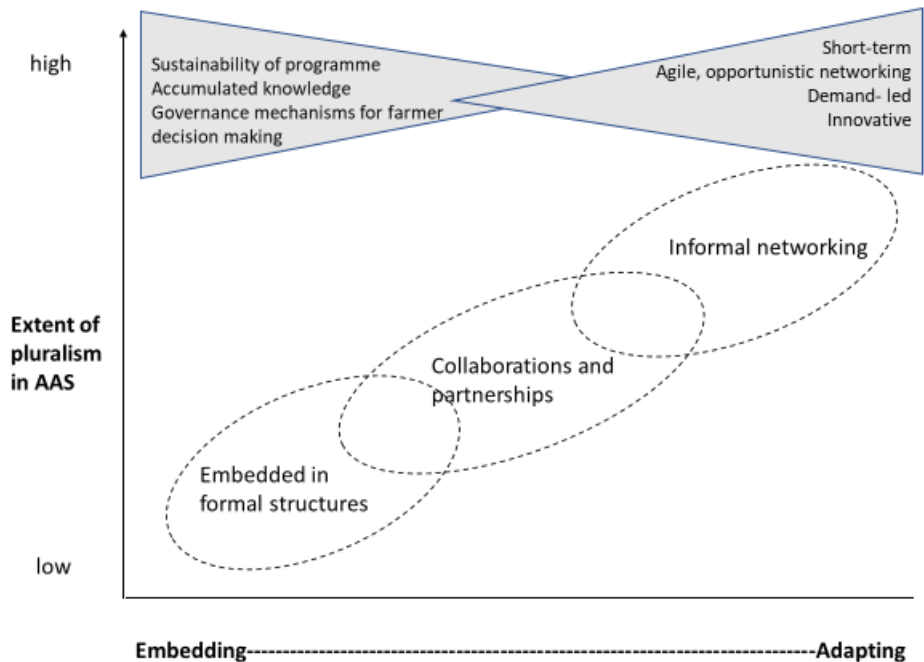 high
Sustainability of programme
Accumulated knowledge
Governance mechanisms for farmer
decision making
Short-term
Agile, opportunistic networking
Demand- led
Innovative
Informal networking
Extent of
pluralism
in AAS
Collaborations and
partnerships
Embedded in
formal structures
low
Embedding------------------------------------------------------------------Adapting